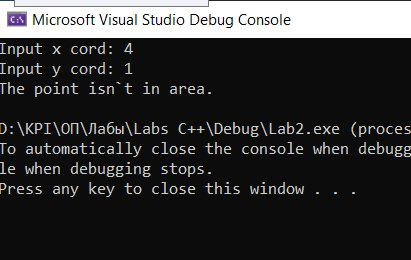 Microsoft Visual Studio Debug Console
Input x cord: 4
Input y cord: 1
The point isn`t in area.
D:\KPI\ОП\Лабы\Labs C++\Debug\Lab2.exe (proces
To automatically close the console when debugg
le when debugging stops.
Press any key to close this window . . .